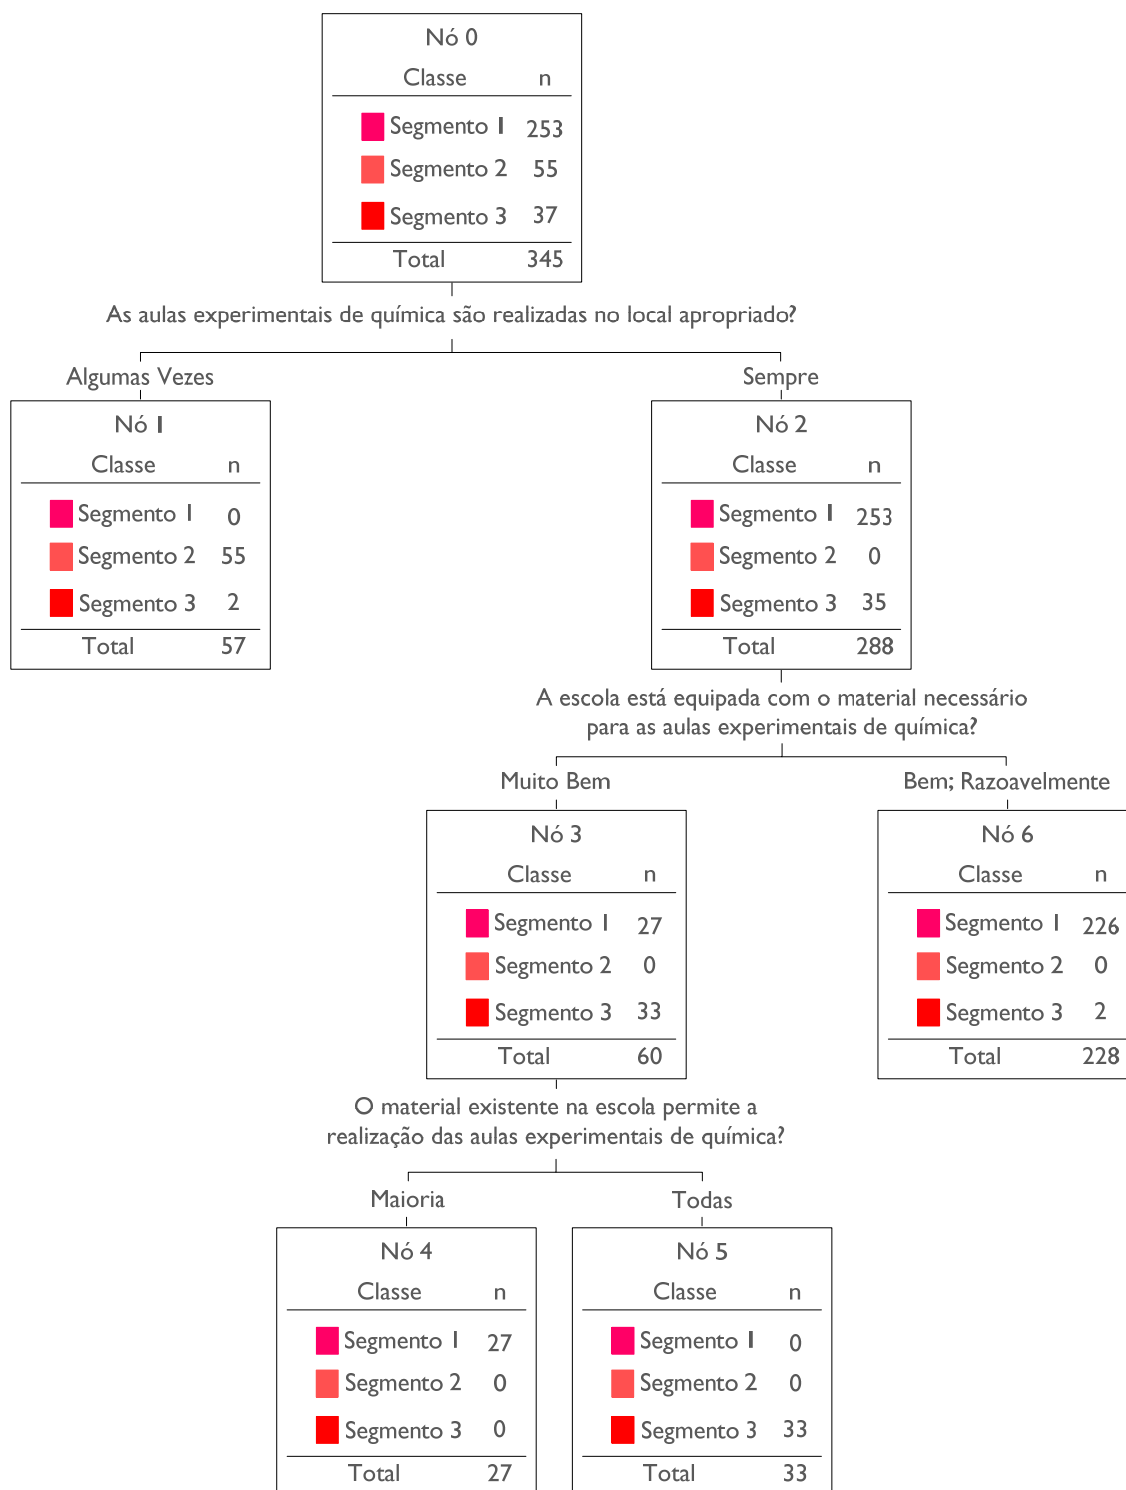 Nó 0
Classe n
Segmento 1 253
Segmento 2 55
Segmento 3 37
Total 345
As aulas experimentais de química são realizadas no local apropriado?
Algumas Vezes
Sempre
Nó 1
Classe n
Segmento 1 0
Segmento 2 55
Segmento 3 2
Total 57
Nó 2
Classe n
Segmento 1 253
Segmento 2 0
Segmento 3 35
Total 288
A escola está equipada com o material necessário
para as aulas experimentais de química?
Muito Bem
Bem; Razoavelmente
Nó 3
Classe n
Segmento 1 27
Segmento 2 0
Segmento 3 33
Total 60
Nó 6
Classe n
Segmento 1 226
Segmento 2 0
Segmento 3 2
Total 228
O material existente na escola permite a
realização das aulas experimentais de química?
Maioria
Todas
Nó 4
Classe n
Segmento 1 27
Segmento 2 0
Segmento 3 0
Total 27
Nó 5
Classe n
Segmento 1 0
Segmento 2 0
Segmento 3 33
Total 33